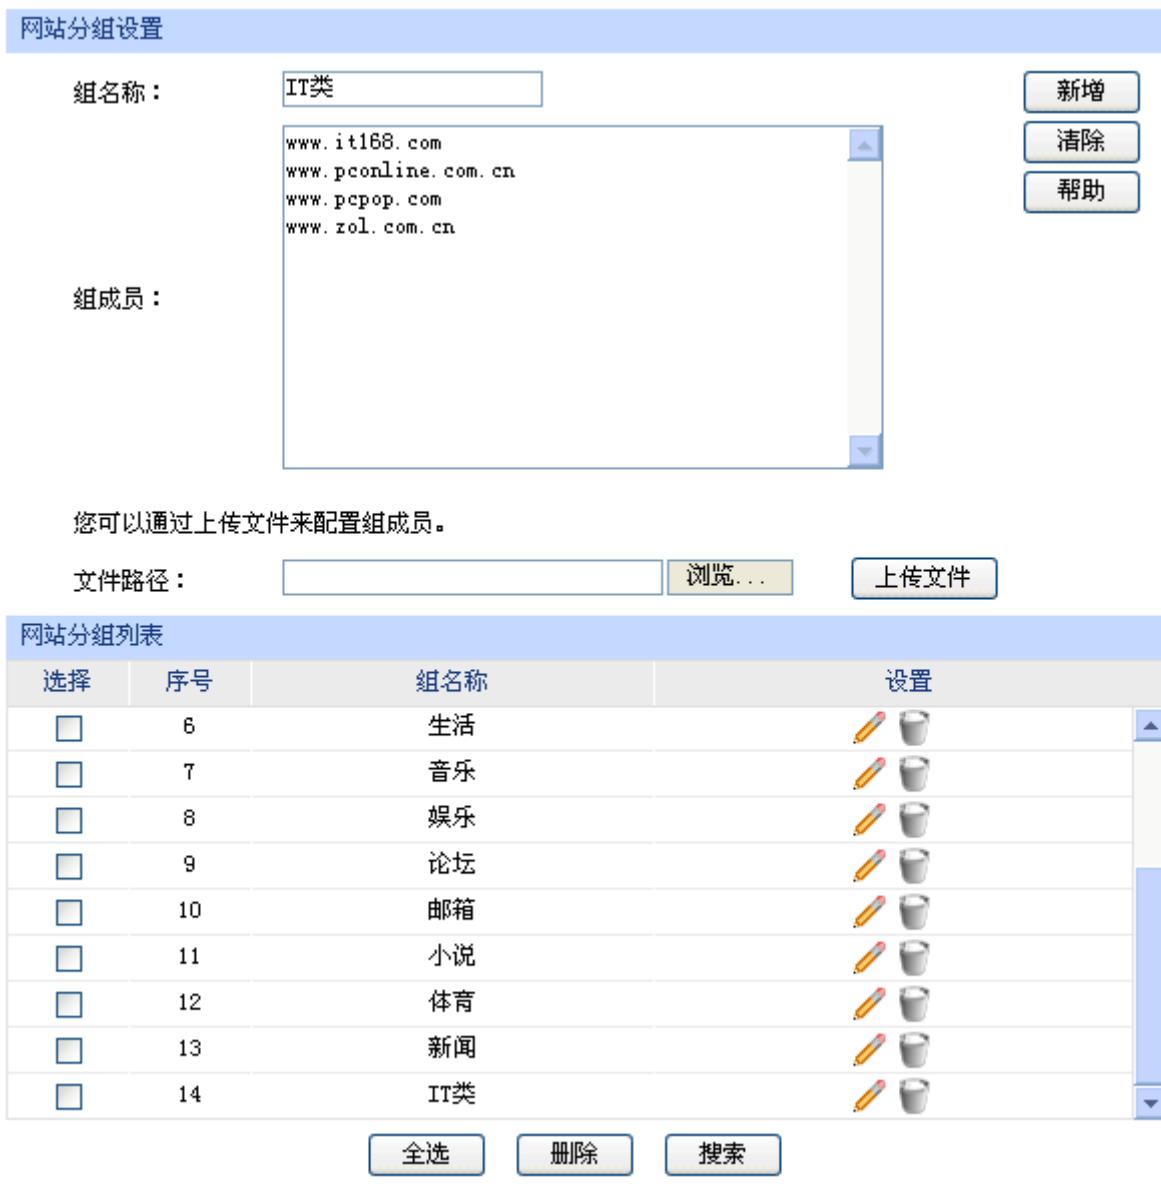 网站分组设置
组名称： IT类 新增
清除
帮助
组成员：
www.it168.com
www.pconline.com.cn
www.pcpop.com
www.zol.com.cn
您可以通过上传文件来配置组成员。
文件路径： 浏览... 上传文件
网站分组列表
选择 序号 组名称 设置
6 生活
7 音乐
8 娱乐
9 论坛
10 邮箱
11 小说
12 体育
13 新闻
14 IT类
全选 删除 搜索